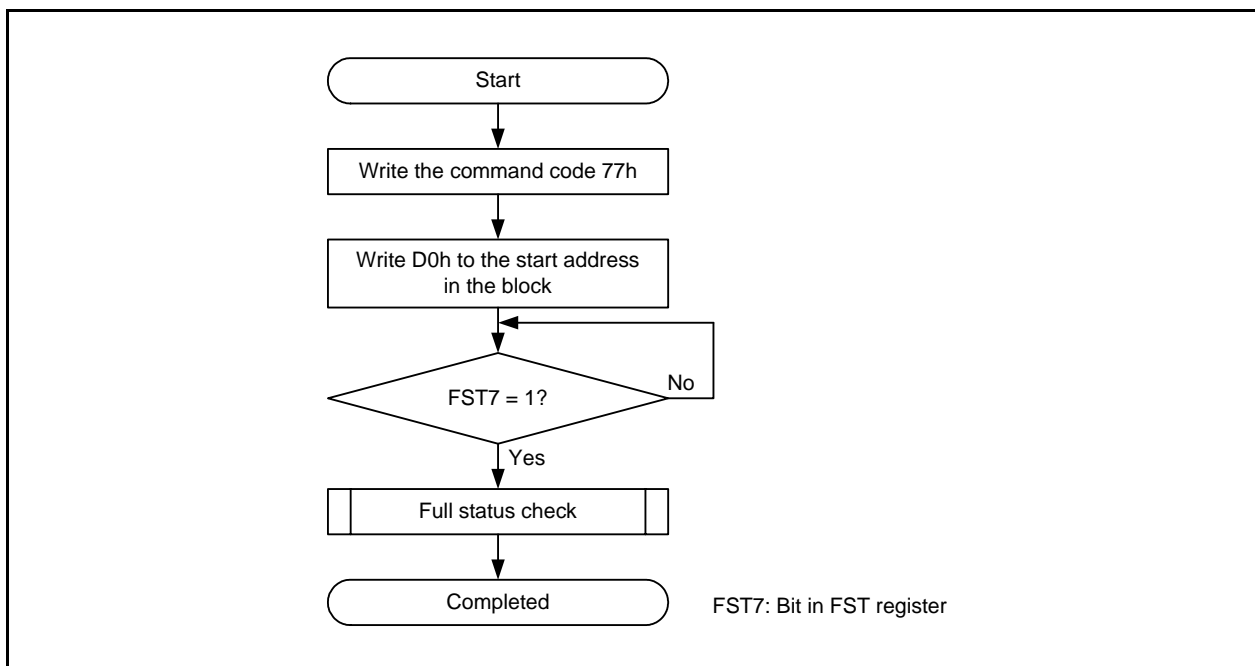 Start
Write the command code 77h
Write D0h to the start address
in the block
FST7 = 1?
No
Yes
Full status check
Completed
FST7: Bit in FST register